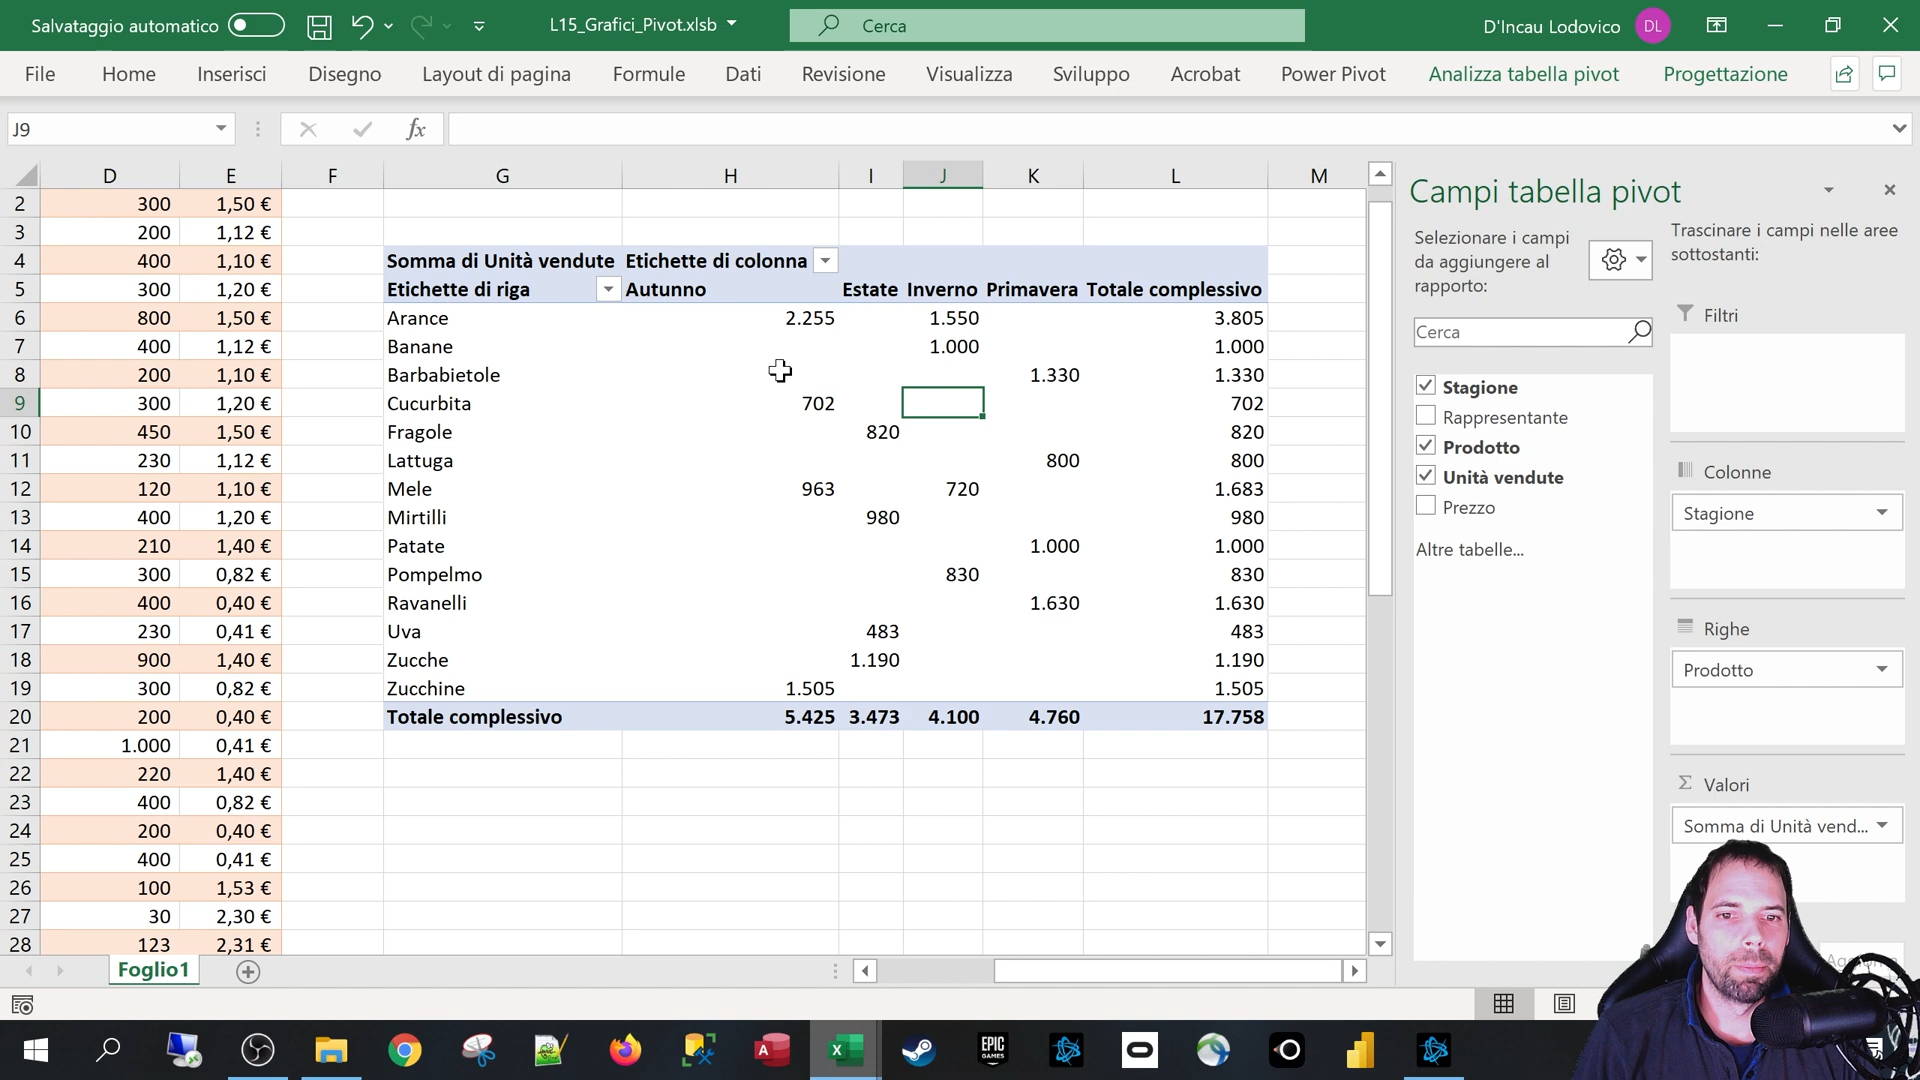 Salvataggio automatico
L15_Grafici_Pivot.xlsb
Cerca
D'Incau Lodovico
DL
File Home Inserisci Disegno Layout di pagina Formule Dati Revisione Visualizza Sviluppo Acrobat Power Pivot Analizza tabella pivot Progettazione
J9
fx
D E F G H I J K L M
2 300 1,50 €
3 200 1,12 €
4 400 1,10 € Somma di Unità vendute Etichette di colonna
5 300 1,20 € Etichette di riga Autunno Estate Inverno Primavera Totale complessivo
6 800 1,50 € Arance 2.255 1.550 3.805
7 400 1,12 € Banane 1.000 1.000
8 200 1,10 € Barbabietole 1.330 1.330
9 300 1,20 € Cucurbita 702 702
10 450 1,50 € Fragole 820 820
11 230 1,12 € Lattuga 800 800
12 120 1,10 € Mele 963 720 1.683
13 400 1,20 € Mirtilli 980 980
14 210 1,40 € Patate 1.000 1.000
15 300 0,82 € Pompelmo 830 830
16 400 0,40 € Ravanelli 1.630 1.630
17 230 0,41 € Uva 483 483
18 900 1,40 € Zucche 1.190 1.190
19 300 0,82 € Zucchine 1.505 1.505
20 200 0,40 € Totale complessivo 5.425 3.473 4.100 4.760 17.758
21 1.000 0,41 €
22 220 1,40 €
23 400 0,82 €
24 200 0,40 €
25 400 0,41 €
26 100 1,53 €
27 30 2,30 €
28 123 2,31 €
Foglio1
Campi tabella pivot
Selezionare i campi
da aggiungere al
rapporto:
Cerca
Stagione
Rappresentante
Prodotto
Unità vendute
Prezzo
Altre tabelle...
Trascinare i campi nelle aree
sottostanti:
Filtri
Colonne
Stagione
Righe
Prodotto
Σ Valori
Somma di Unità vend...
A
X
EPIC
GAMES